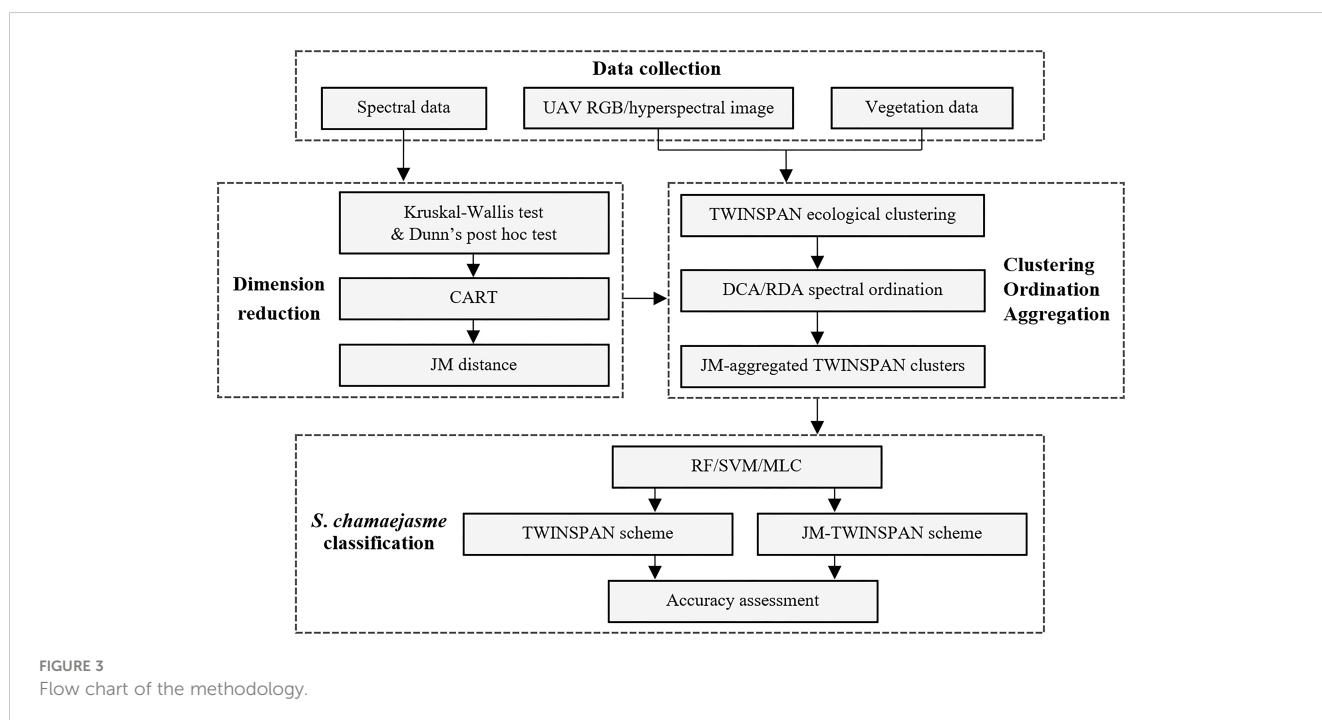 Data collection
Spectral data
UAV RGB/hyperspectral image
Vegetation data
Kruskal-Wallis test
& Dunn's post hoc test
Dimension
reduction
CART
JM distance
TWINSPAN ecological clustering
DCA/RDA spectral ordination
JM-aggregated TWINSPAN clusters
Clustering
Ordination
Aggregation
RF/SVM/MLC
S. chamaejasme
classification
TWINSPAN scheme
JM-TWINSPAN scheme
Accuracy assessment
FIGURE 3
Flow chart of the methodology.